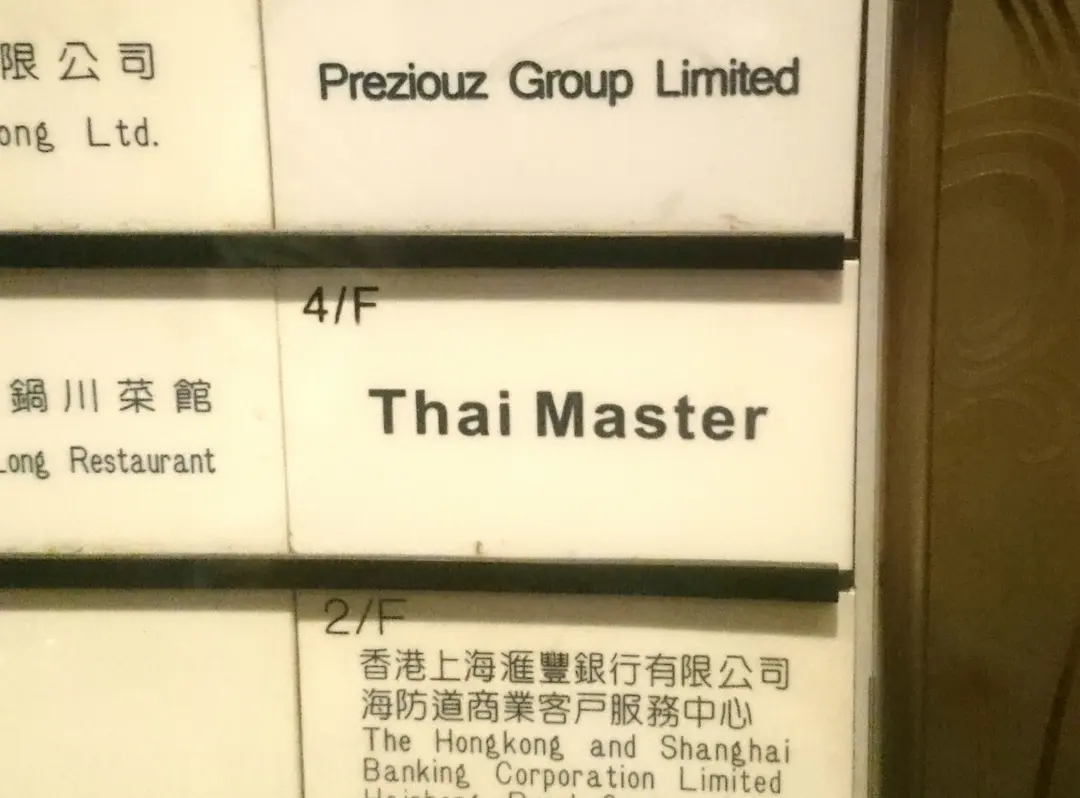 限公司
ong Ltd.
Preziouz Group Limited
鍋川菜館
Long Restaurant
4/F
Thai Master
2/F
香港上海滙豐銀行有限公司
海防道商業客戶服務中心
The Hongkong and Shanghai
Banking Corporation Limited